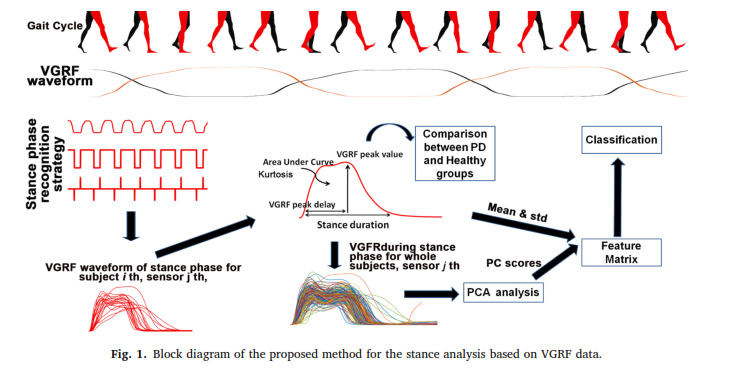 Gait Cycle
VGRF
waveform
Stance phase
recognition
strategy
VGRF waveform of stance phase for
subject i th, sensor j th,
VGRF peak value
Area Under Curve
Kurtosis
VGRF peak delay
Stance duration
Comparison
between PD
and Healthy
groups
VGFRduring stance
phase for whole
subjects, sensor j th
PCA analysis
Mean & std
PC scores
Feature
Matrix
Classification
Fig. 1. Block diagram of the proposed method for the stance analysis based on VGRF data.